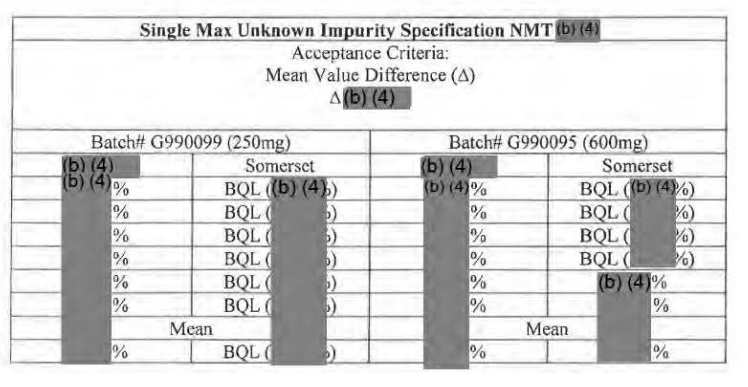 Single Max Unknown Impurity Specification NMT (b) (4)
Acceptance Criteria:
Mean Value Difference (Δ)
Δ (b) (4)
Batch# G990099 (250mg) Batch# G990095 (600mg)
(b) (4) Somerset (b) (4) Somerset
(b) (4) % BQL ( (b) (4) %) (b) (4) % BQL ( (b) (4) %)
% BQL ( %) % BQL ( %)
% BQL ( %) % BQL ( %)
% BQL ( %) % BQL ( %)
% BQL ( %) % (b) (4) %
% BQL ( %) % %
Mean Mean
% BQL ( %) % %